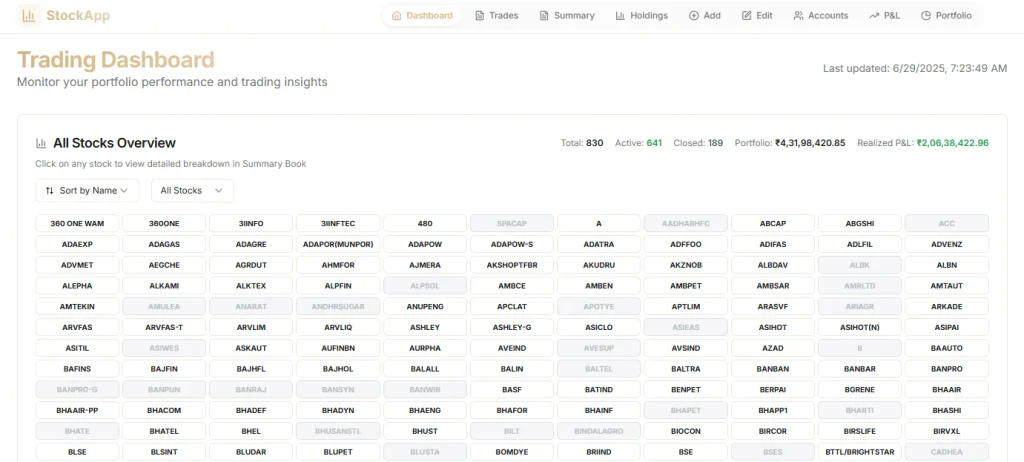 StockApp Dashboard Trades Summary Holdings Add Edit Accounts P&L Portfolio
Trading Dashboard
Monitor your portfolio performance and trading insights
Last updated: 6/29/2025, 7:23:49 AM
All Stocks Overview
Total: 830 Active: 641 Closed: 189 Portfolio: ₹4,31,98,420.85 Realized P&L: ₹2,06,38,422.96
Click on any stock to view detailed breakdown in Summary Book
Sort by Name All Stocks
360 ONE WAM 360ONE 3IINFO 3IINFTEC 480 5PACAP A AADHARHFC ABCAP ABGSHI ACC
ADAEXP ADAGAS ADAGRE ADAPOR(MUNPOR) ADAPOW ADAPOW-S ADATRA ADFFOO ADIFAS ADLFIL ADVENZ
ADVMET AEGCHE AGRDUT AHMFOR AJMERA AKSHOPTFBR AKUDRU AKZNOB ALBDAV ALBK ALBN
ALEPHA ALKAMI ALKTEX ALPFIN ALPSOL AMBCE AMBEN AMBPET AMBSAR AMRLTD AMTAUT
AMTEKIN AMULEA ANARAT ANDHRSUGAR ANUPENG APCLAT APOTYE APTLIM ARASVF ARIAGR ARKADE
ARVFAS ARVFAS-T ARVLIM ARVLIQ ASHLEY ASHLEY-G ASICLO ASIEAS ASIHOT ASIHOT(N) ASIPAI
ASITIL ASIWES ASKAUT AUFINBN AURPHA AVEIND AVESUP AVSIND AZAD B BAAUTO
BAFINS BAJFIN BAJHFL BAJHOL BALALL BALIN BALTEL BALTRA BANBAN BANBAR BANPRO
BANPRO-G BANPUN BANRAJ BANSYN BANWIR BASF BATIND BENPET BERPAI BGRENE BHAAIR
BHAAIR-PP BHACOM BHADEF BHADYN BHAENG BHAFOR BHAINF BHAPET BHAPP1 BHARTI BHASHI
BHATE BHATEL BHEL BHUSANSTL BHUST BILT BINDALAGRO BIOCON BIRCOR BIRSLIFE BIRVXL
BLSE BLSINT BLUDAR BLUPET BLUSTA BOMDYE BRIIND BSE BSES BTTL/BRIGHTSTAR CADHEA